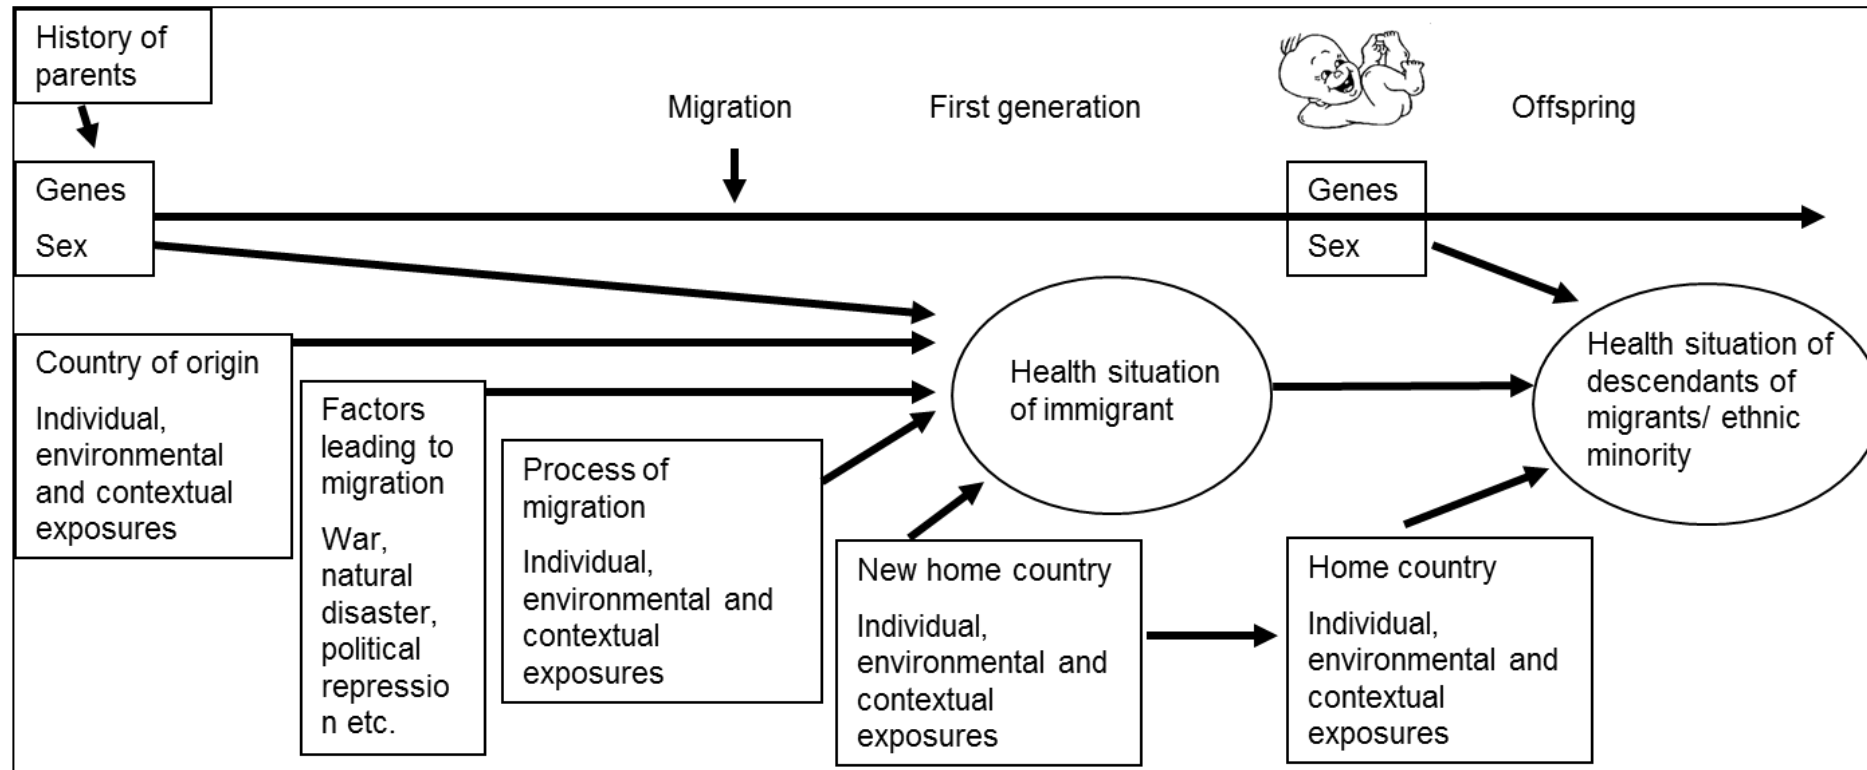 History of
parents
Migration
First generation
Offspring
Genes
Sex
Genes
Sex
Country of origin
Individual,
environmental
and contextual
exposures
Factors
leading to
migration
War,
natural
disaster,
political
repressio
n etc.
Process of
migration
Individual,
environmental and
contextual
exposures
Health situation
of immigrant
New home country
Individual,
environmental and
contextual
exposures
Health situation of
descendants of
migrants/ ethnic
minority
Home country
Individual,
environmental and
contextual
exposures